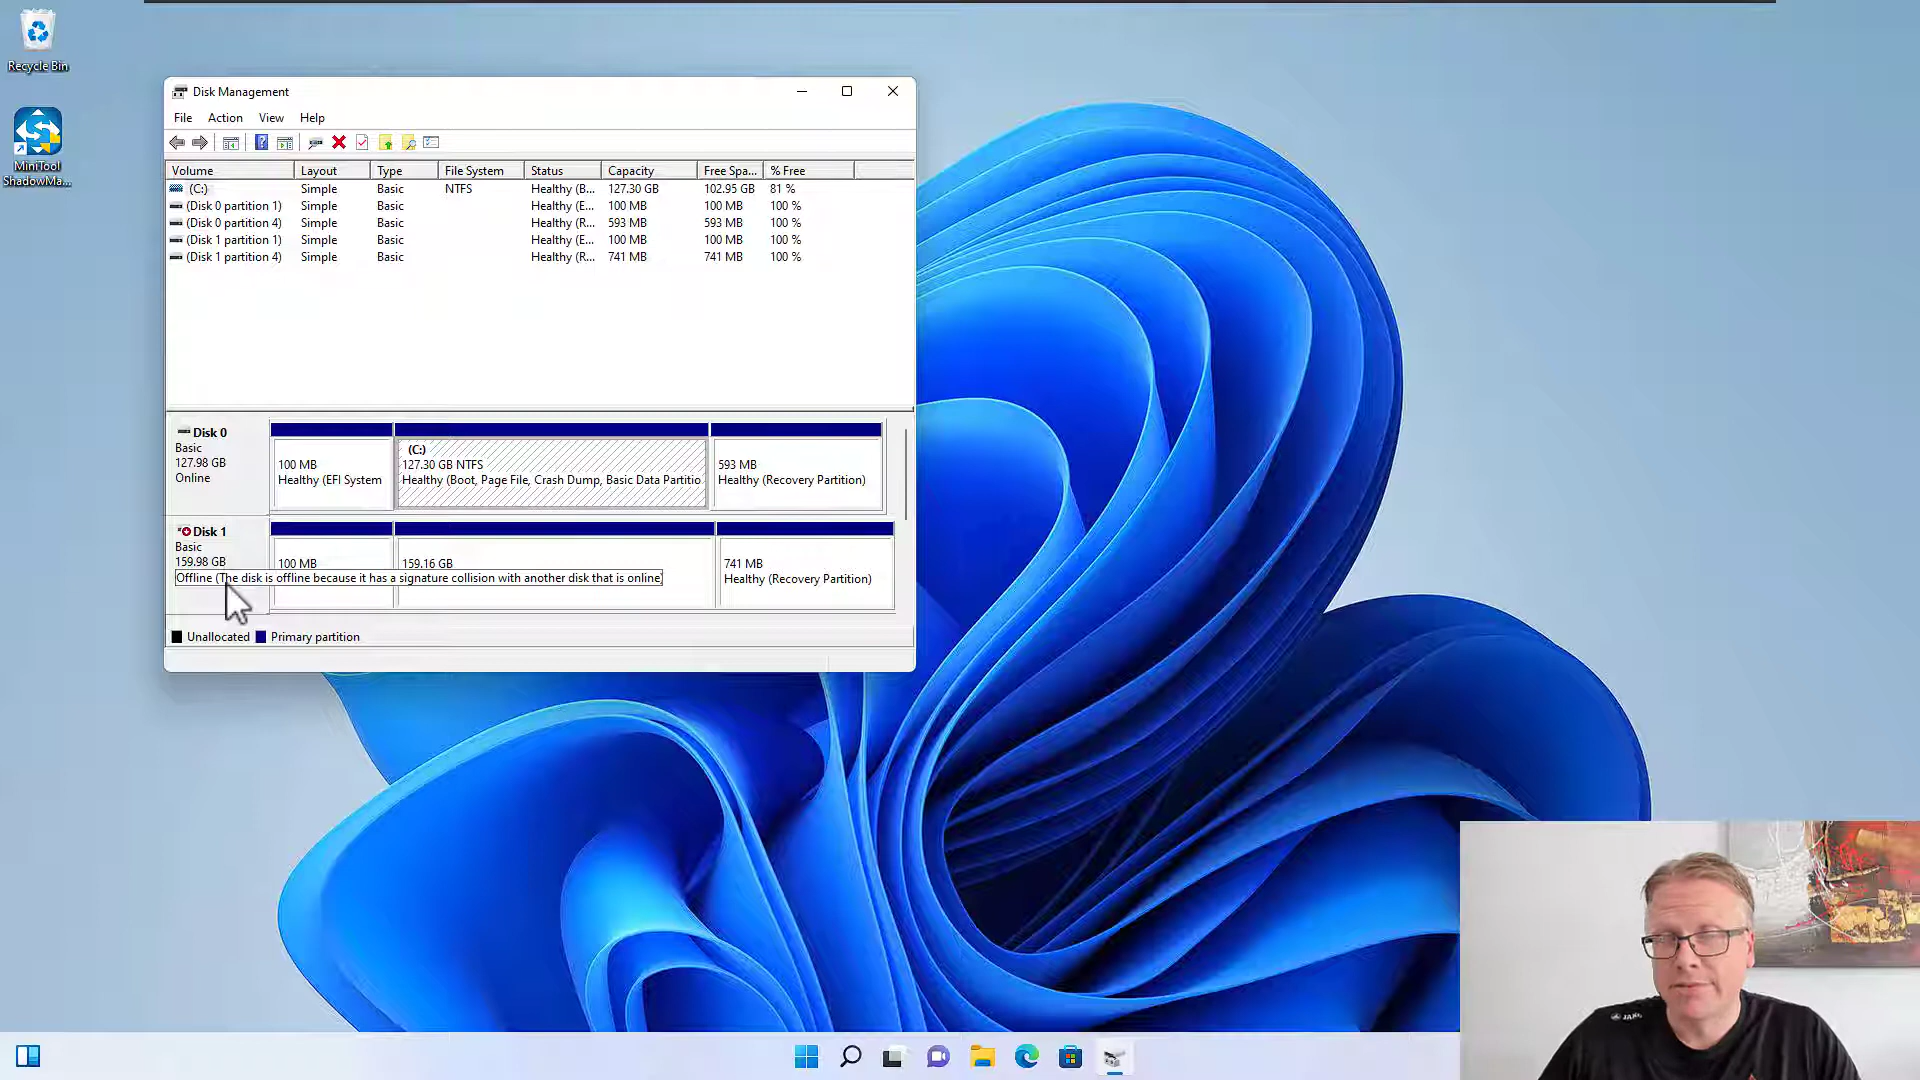 Recycle Bin
MiniTool
ShadowMa...
Disk Management
File Action View Help
Volume Layout Type File System Status Capacity Free Spa... % Free
(C:) Simple Basic NTFS Healthy (B... 127.30 GB 102.95 GB 81 %
(Disk 0 partition 1) Simple Basic Healthy (E... 100 MB 100 MB 100 %
(Disk 0 partition 4) Simple Basic Healthy (R... 593 MB 593 MB 100 %
(Disk 1 partition 1) Simple Basic Healthy (E... 100 MB 100 MB 100 %
(Disk 1 partition 4) Simple Basic Healthy (R... 741 MB 741 MB 100 %
Disk 0
Basic
127.98 GB
Online
100 MB
Healthy (EFI System
(C:)
127.30 GB NTFS
Healthy (Boot, Page File, Crash Dump, Basic Data Partitio
593 MB
Healthy (Recovery Partition)
Disk 1
Basic
159.98 GB
Offline (The disk is offline because it has a signature collision with another disk that is online)
100 MB
159.16 GB
741 MB
Healthy (Recovery Partition)
Unallocated Primary partition